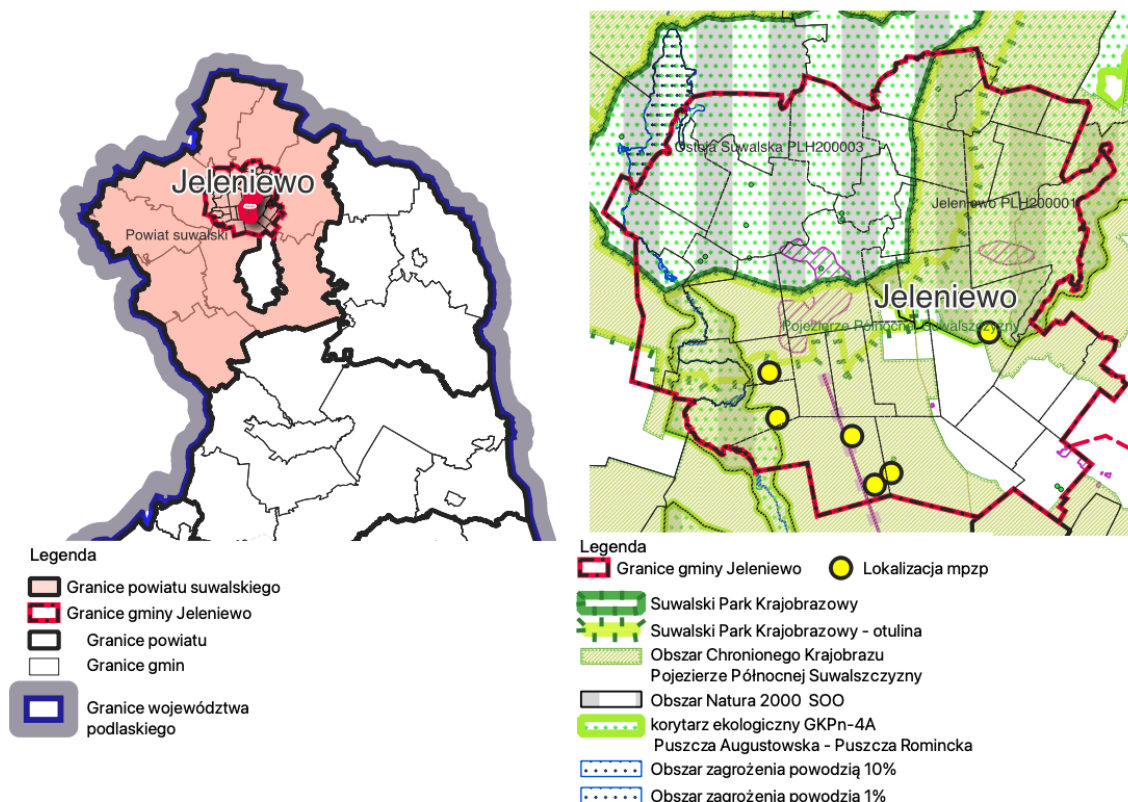 Jeleniewo
Powiat suwalski
Legenda
Granice powiatu suwalskiego
Granice gminy Jeleniewo
Granice powiatu
Granice gmin
Granice województwa
podlaskiego
Ostoja Suwalska PLH200003
Jeleniewo PLH200001
Jeleniewo
Pojezierze Północnej Suwalszczyzny
Legenda
Granice gminy Jeleniewo
Lokalizacja mpzp
Suwalski Park Krajobrazowy
Suwalski Park Krajobrazowy - otulina
Obszar Chronionego Krajobrazu
Pojezierze Północnej Suwalszczyzny
Obszar Natura 2000 SOO
korytarz ekologiczny GKPn-4A
Puszcza Augustowska - Puszcza Romincka
Obszar zagrożenia powodzią 10%
Obszar zagrożenia powodzią 1%